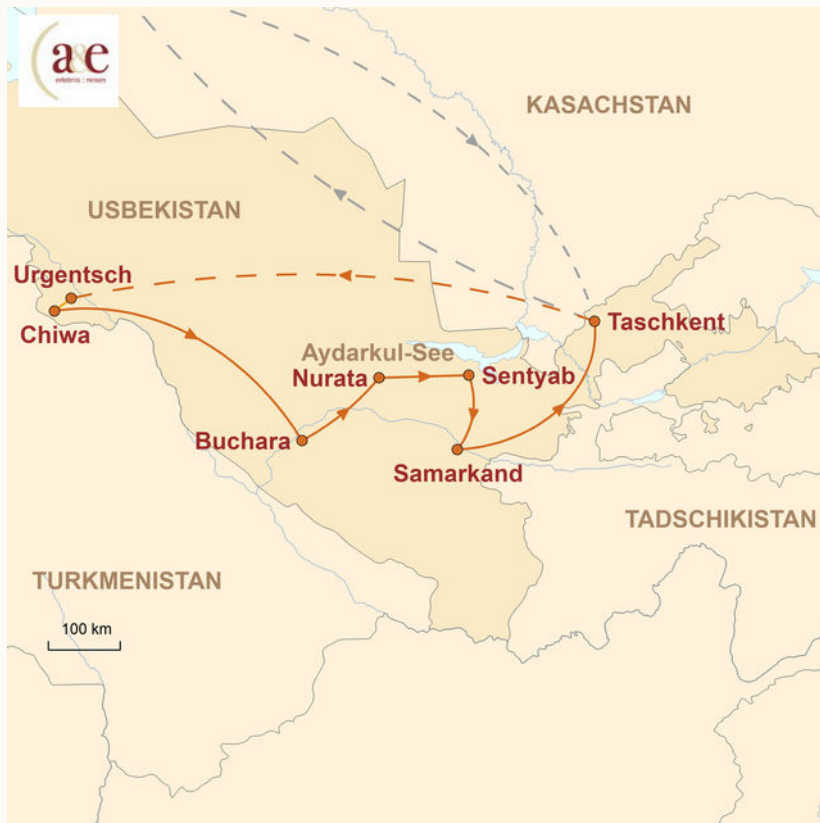 a&e
erlebnis : reisen
KASACHSTAN
USBEKISTAN
Urgentsch
Chiwa
Taschkent
Aydarkul-See
Nurata
Sentyab
Buchara
Samarkand
TADSCHIKISTAN
TURKMENISTAN
100 km